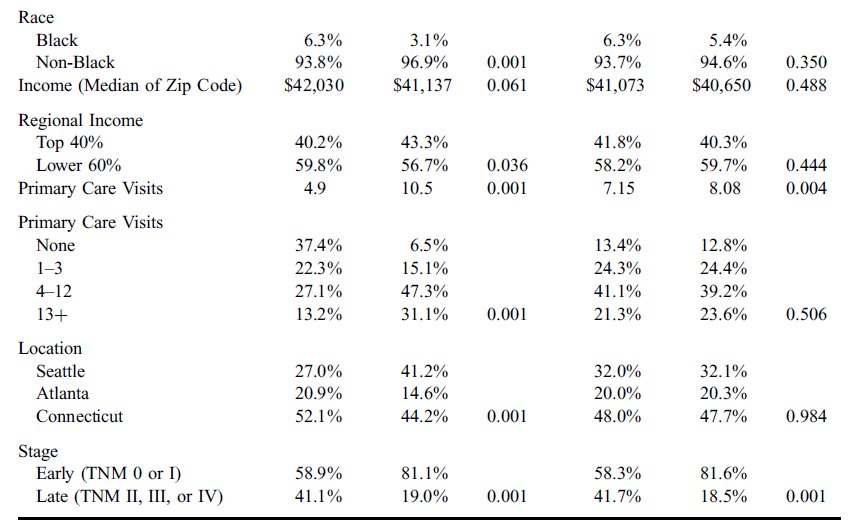 Race
Black 6.3% 3.1% 6.3% 5.4%
Non-Black 93.8% 96.9% 0.001 93.7% 94.6% 0.350
Income (Median of Zip Code) $42,030 $41,137 0.061 $41,073 $40,650 0.488
Regional Income
Top 40% 40.2% 43.3% 41.8% 40.3%
Lower 60% 59.8% 56.7% 0.036 58.2% 59.7% 0.444
Primary Care Visits 4.9 10.5 0.001 7.15 8.08 0.004
Primary Care Visits
None 37.4% 6.5% 13.4% 12.8%
1–3 22.3% 15.1% 24.3% 24.4%
4–12 27.1% 47.3% 41.1% 39.2%
13+ 13.2% 31.1% 0.001 21.3% 23.6% 0.506
Location
Seattle 27.0% 41.2% 32.0% 32.1%
Atlanta 20.9% 14.6% 20.0% 20.3%
Connecticut 52.1% 44.2% 0.001 48.0% 47.7% 0.984
Stage
Early (TNM 0 or I) 58.9% 81.1% 58.3% 81.6%
Late (TNM II, III, or IV) 41.1% 19.0% 0.001 41.7% 18.5% 0.001